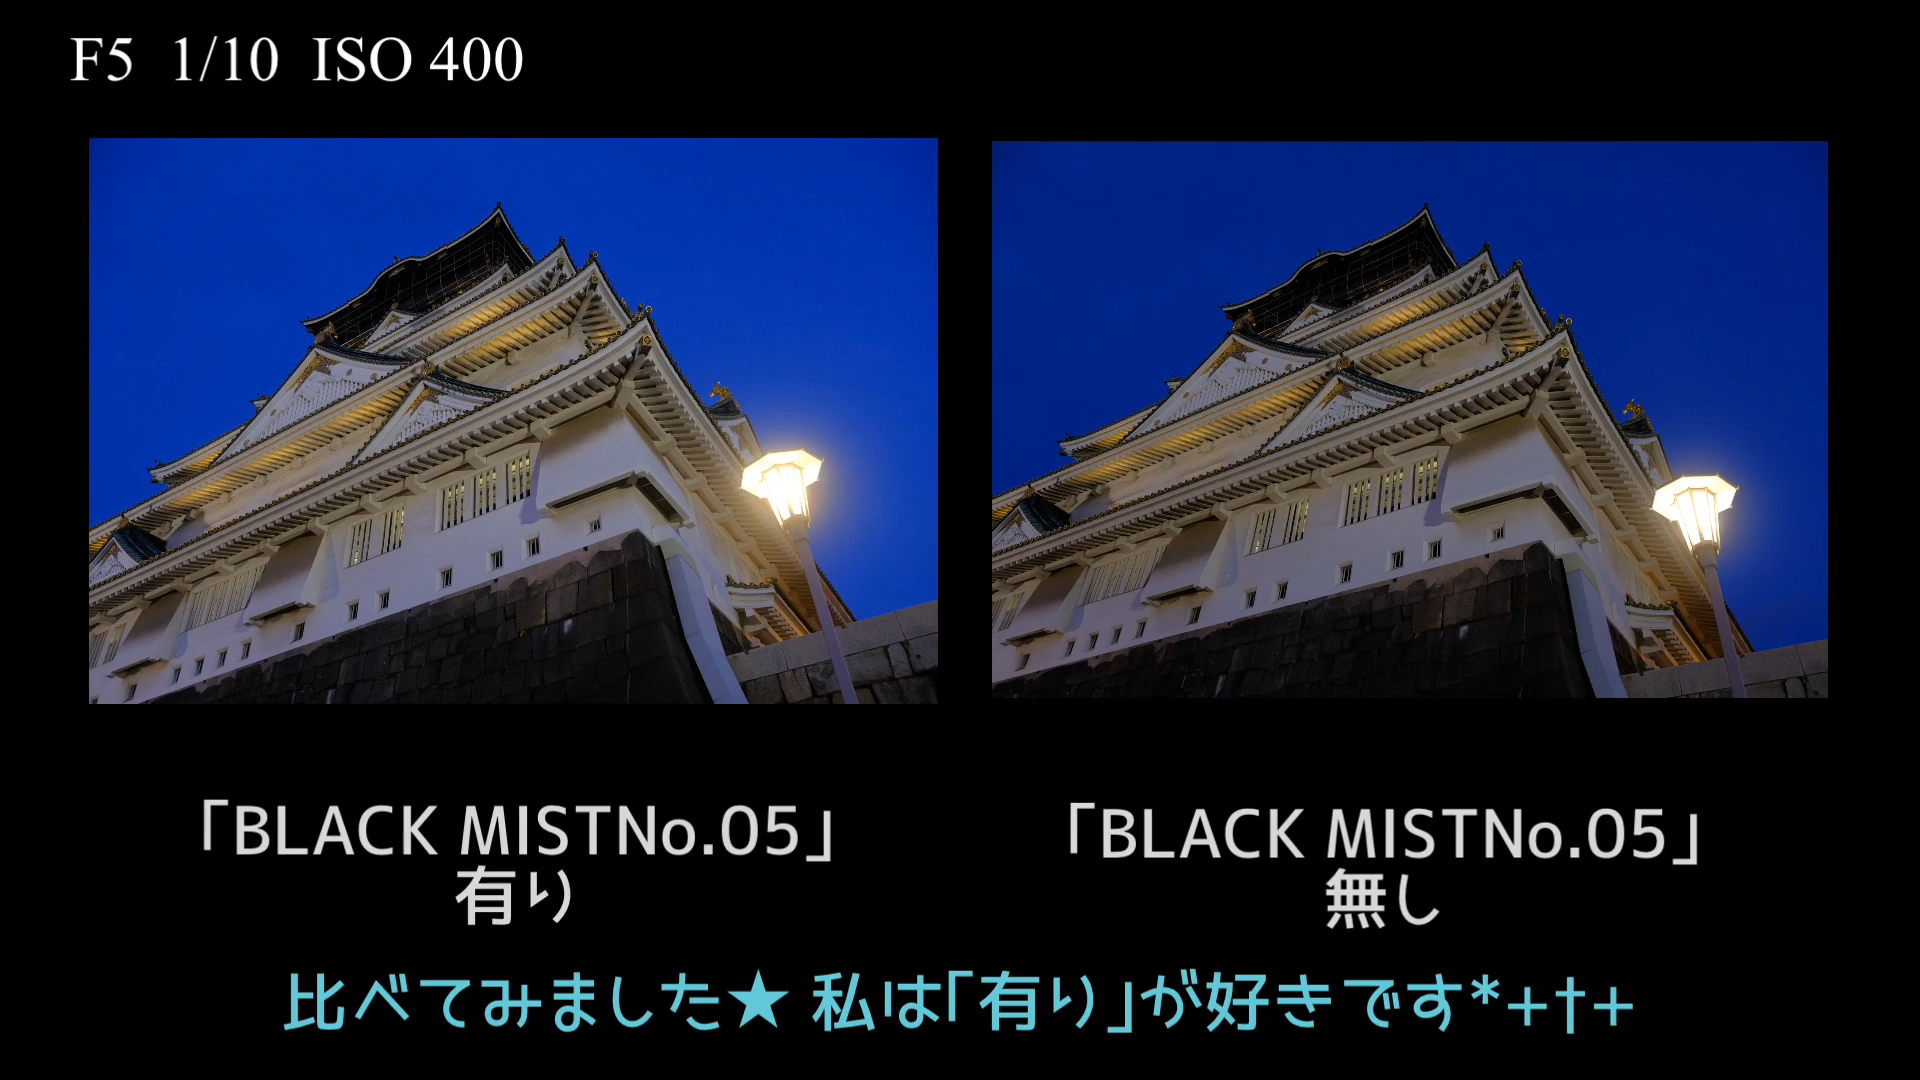 F5 1/10 ISO 400
「BLACK MISTNo.05」
有り
「BLACK MISTNo.05」
無し
比べてみました★ 私は「有り」が好きです*+†+